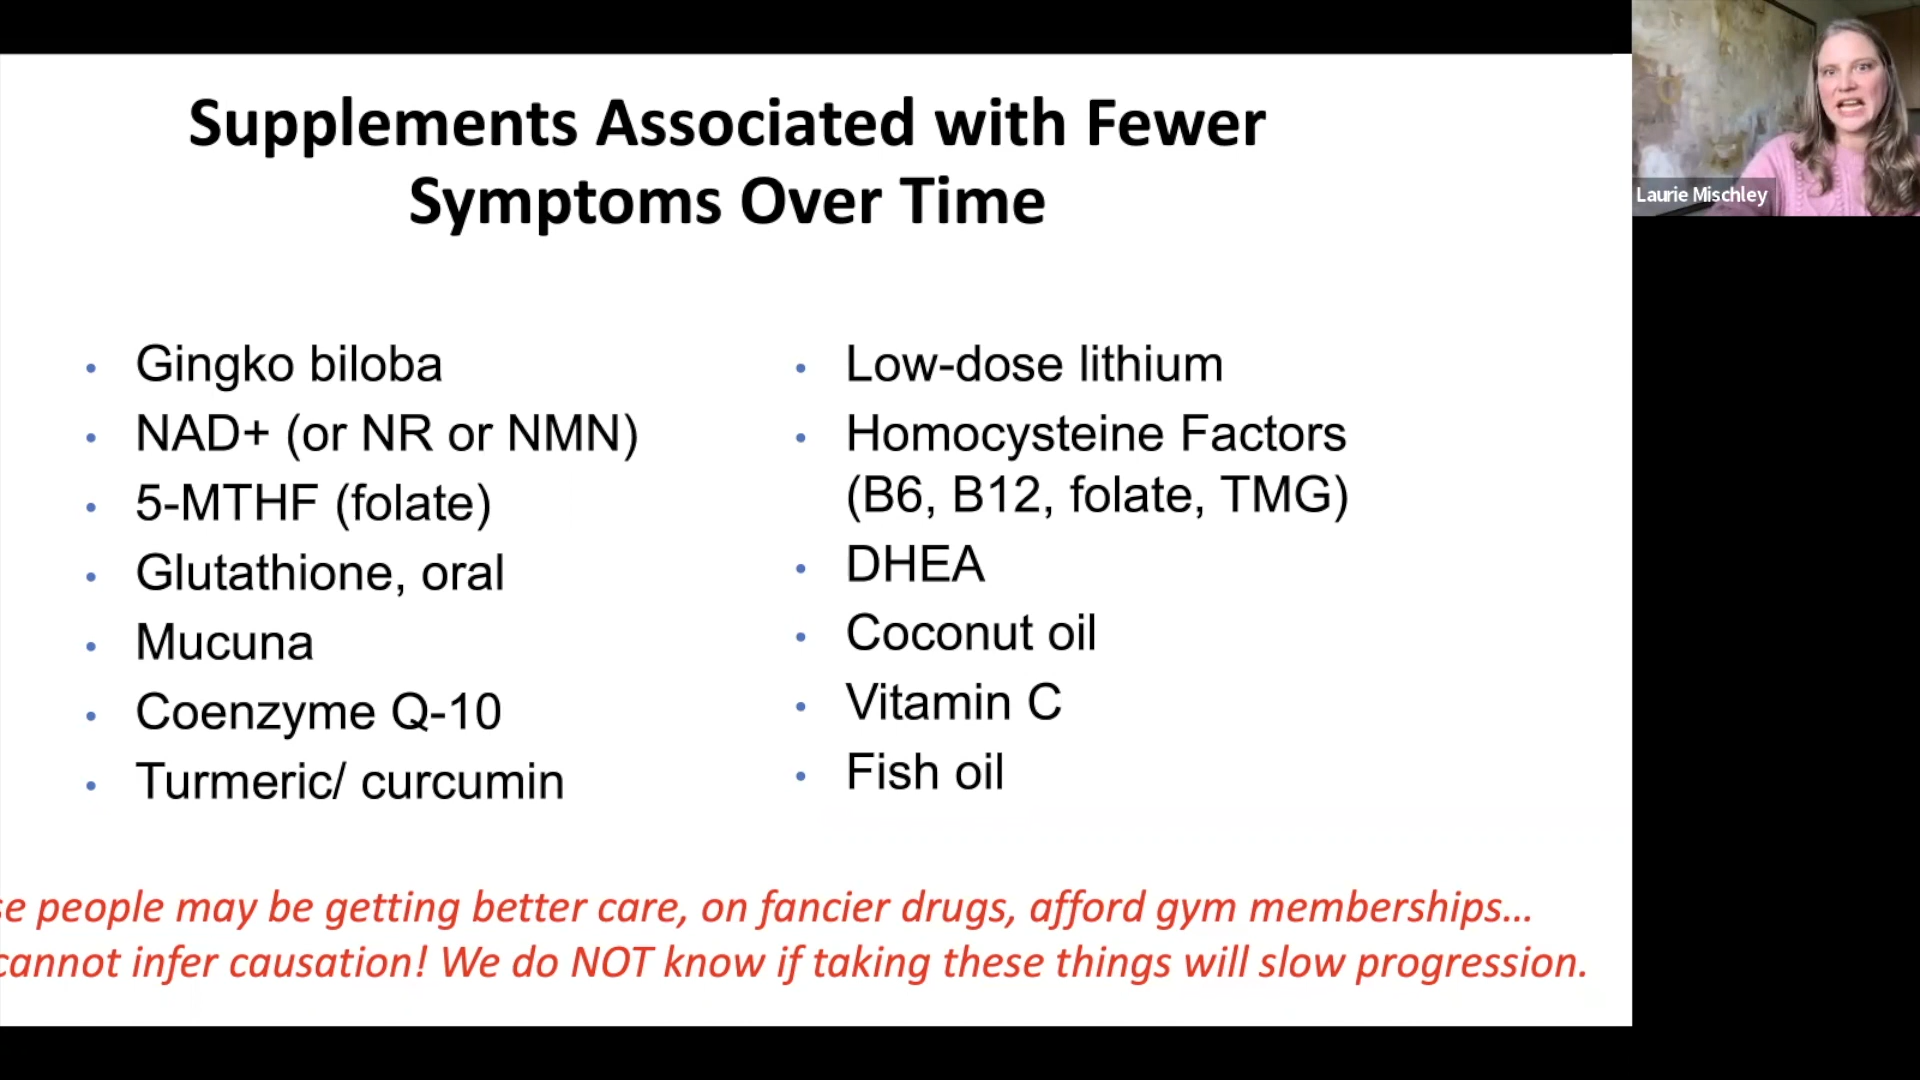 Supplements Associated with Fewer
Symptoms Over Time
Gingko biloba
NAD+ (or NR or NMN)
5-MTHF (folate)
Glutathione, oral
Mucuna
Coenzyme Q-10
Turmeric/ curcumin
Low-dose lithium
Homocysteine Factors
(B6, B12, folate, TMG)
DHEA
Coconut oil
Vitamin C
Fish oil
people may be getting better care, on fancier drugs, afford gym memberships...
cannot infer causation! We do NOT know if taking these things will slow progression.
Laurie Mischley